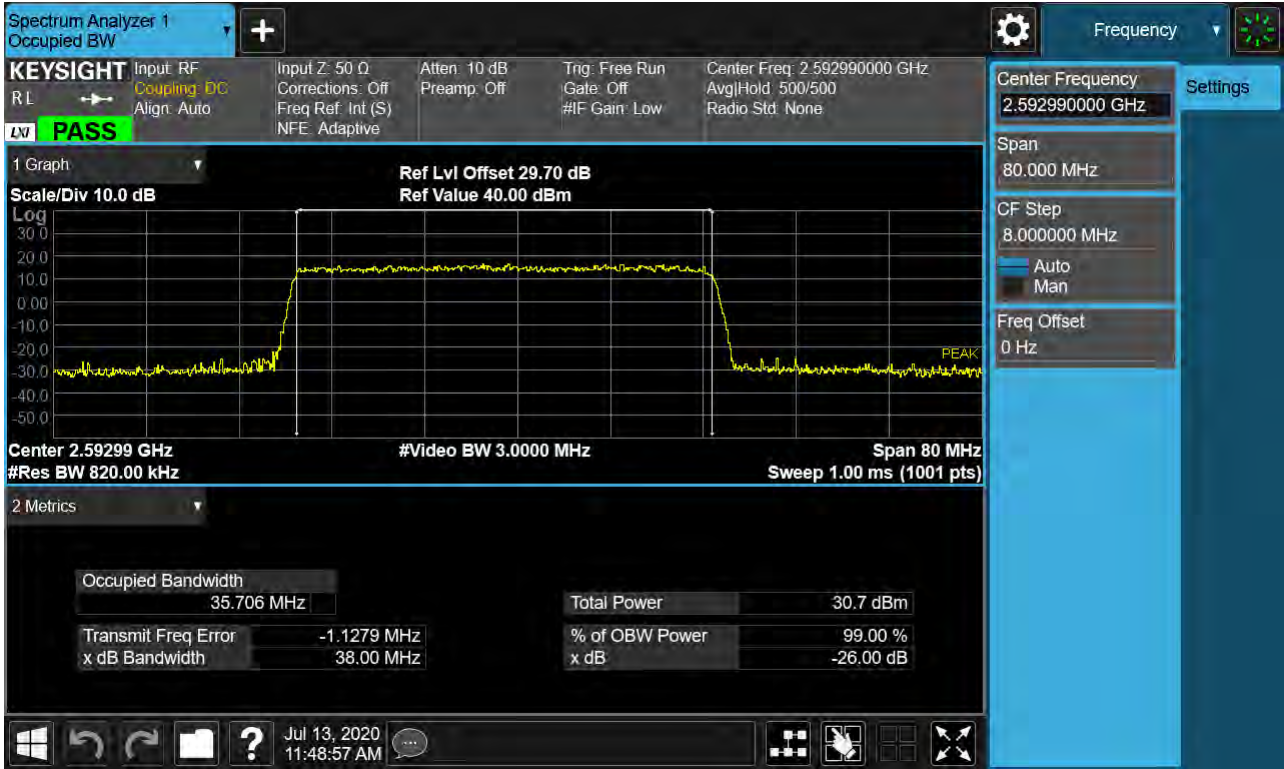 Spectrum Analyzer 1
Occupied BW
+
Frequency
KEYSIGHT
R L
LXI PASS
Input: RF
Coupling: DC
Align: Auto
Input Z: 50 Ω
Corrections: Off
Freq Ref: Int (S)
NFE: Adaptive
Atten: 10 dB
Preamp: Off
Trig: Free Run
Gate: Off
#IF Gain: Low
Center Freq: 2.592990000 GHz
Avg|Hold: 500/500
Radio Std: None
Center Frequency
2.592990000 GHz
Settings
Span
80.000 MHz
CF Step
8.000000 MHz
Auto
Man
Freq Offset
0 Hz
1 Graph
Scale/Div 10.0 dB
Ref Lvl Offset 29.70 dB
Ref Value 40.00 dBm
Log
30.0
20.0
10.0
0.00
-10.0
-20.0
-30.0
-40.0
-50.0
PEAK
Center 2.59299 GHz
#Video BW 3.0000 MHz
Span 80 MHz
#Res BW 820.00 kHz
Sweep 1.00 ms (1001 pts)
2 Metrics
Occupied Bandwidth
35.706 MHz
Total Power 30.7 dBm
Transmit Freq Error -1.1279 MHz
% of OBW Power 99.00 %
x dB Bandwidth 38.00 MHz
x dB -26.00 dB
?
Jul 13, 2020
11:48:57 AM